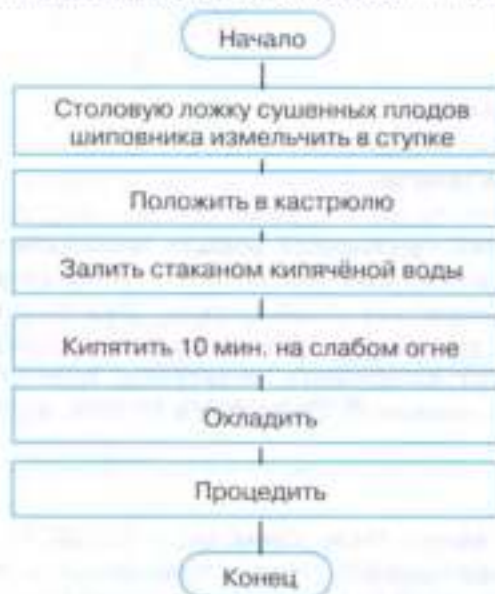 Начало
Столовую ложку сушенных плодов
шиповника измельчить в ступке
Положить в кастрюлю
Залить стаканом кипячёной воды
Кипятить 10 мин. на слабом огне
Охладить
Процедить
Конец